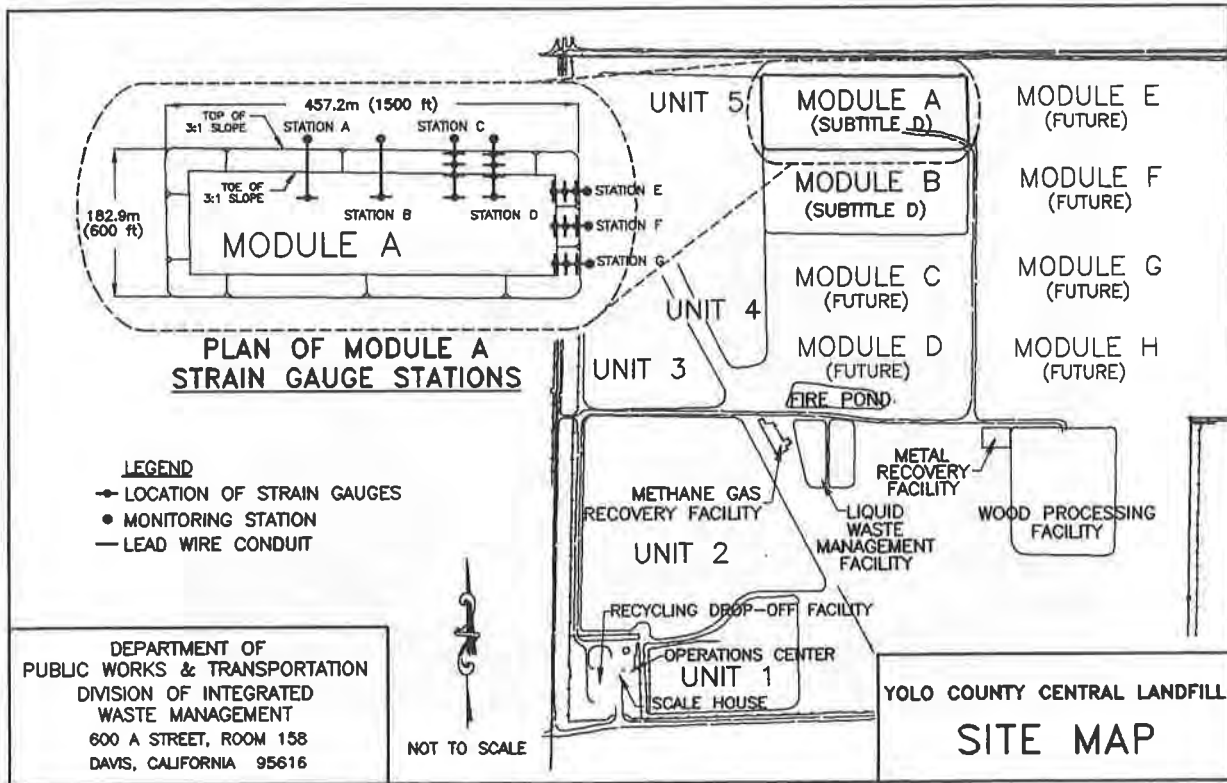 457.2m (1500 ft)
TOP OF
3:1 SLOPE
STATION A
STATION C
TOE OF
3:1 SLOPE
182.9m
(600 ft)
STATION B
STATION D
STATION E
STATION F
STATION G
MODULE A
PLAN OF MODULE A
STRAIN GAUGE STATIONS
LEGEND
LOCATION OF STRAIN GAUGES
MONITORING STATION
LEAD WIRE CONDUIT
UNIT 5
MODULE A
(SUBTITLE D)
MODULE E
(FUTURE)
MODULE B
(SUBTITLE D)
MODULE F
(FUTURE)
UNIT 4
MODULE C
(FUTURE)
MODULE G
(FUTURE)
UNIT 3
MODULE D
(FUTURE)
MODULE H
(FUTURE)
FIRE POND
METHANE GAS
RECOVERY FACILITY
LIQUID
WASTE
MANAGEMENT
FACILITY
METAL
RECOVERY
FACILITY
WOOD PROCESSING
FACILITY
UNIT 2
RECYCLING DROP-OFF FACILITY
OPERATIONS CENTER
UNIT 1
SCALE HOUSE
NOT TO SCALE
DEPARTMENT OF
PUBLIC WORKS & TRANSPORTATION
DIVISION OF INTEGRATED
WASTE MANAGEMENT
600 A STREET, ROOM 158
DAVIS, CALIFORNIA 95616
YOLO COUNTY CENTRAL LANDFILL
SITE MAP